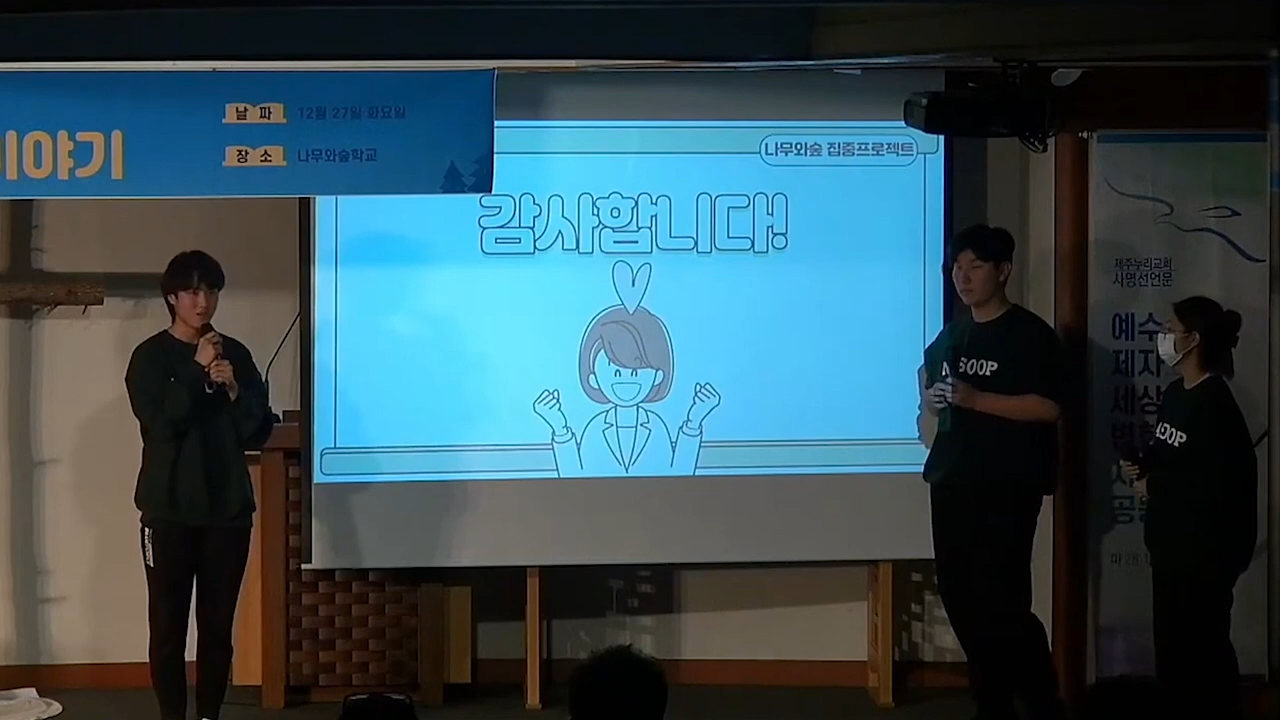 이야기
날 파
12월 27일 화요일
장 소
나무와숲학교
나무와숲 집중프로젝트
감사합니다!
제주누리교회
사명선언문
예수
제자
세상
SOOP